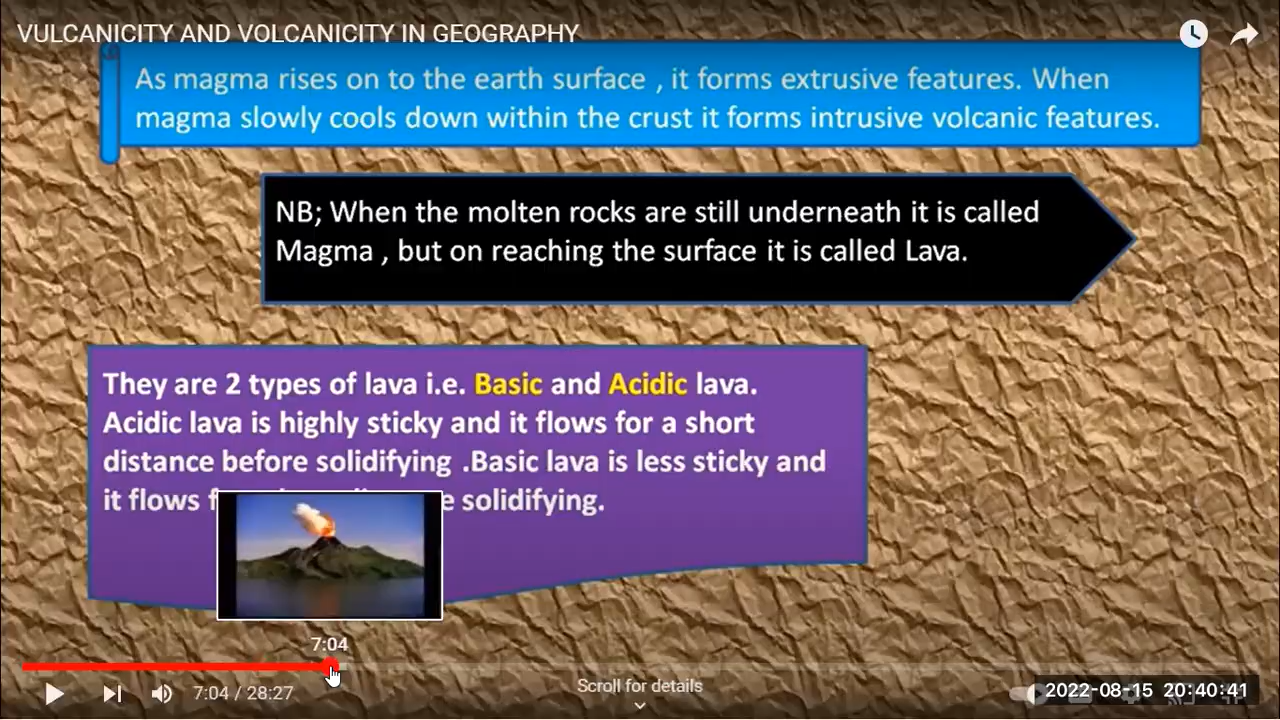 VULCANICITY AND VOLCANICITY IN GEOGRAPHY
As magma rises on to the earth surface , it forms extrusive features. When
magma slowly cools down within the crust it forms intrusive volcanic features.
NB; When the molten rocks are still underneath it is called
Magma , but on reaching the surface it is called Lava.
They are 2 types of lava i.e. Basic and Acidic lava.
Acidic lava is highly sticky and it flows for a short
distance before solidifying .Basic lava is less sticky and
it flows solidifying.
7:04
7:04 / 28:27
Scroll for details
2022-08-15 20:40:41